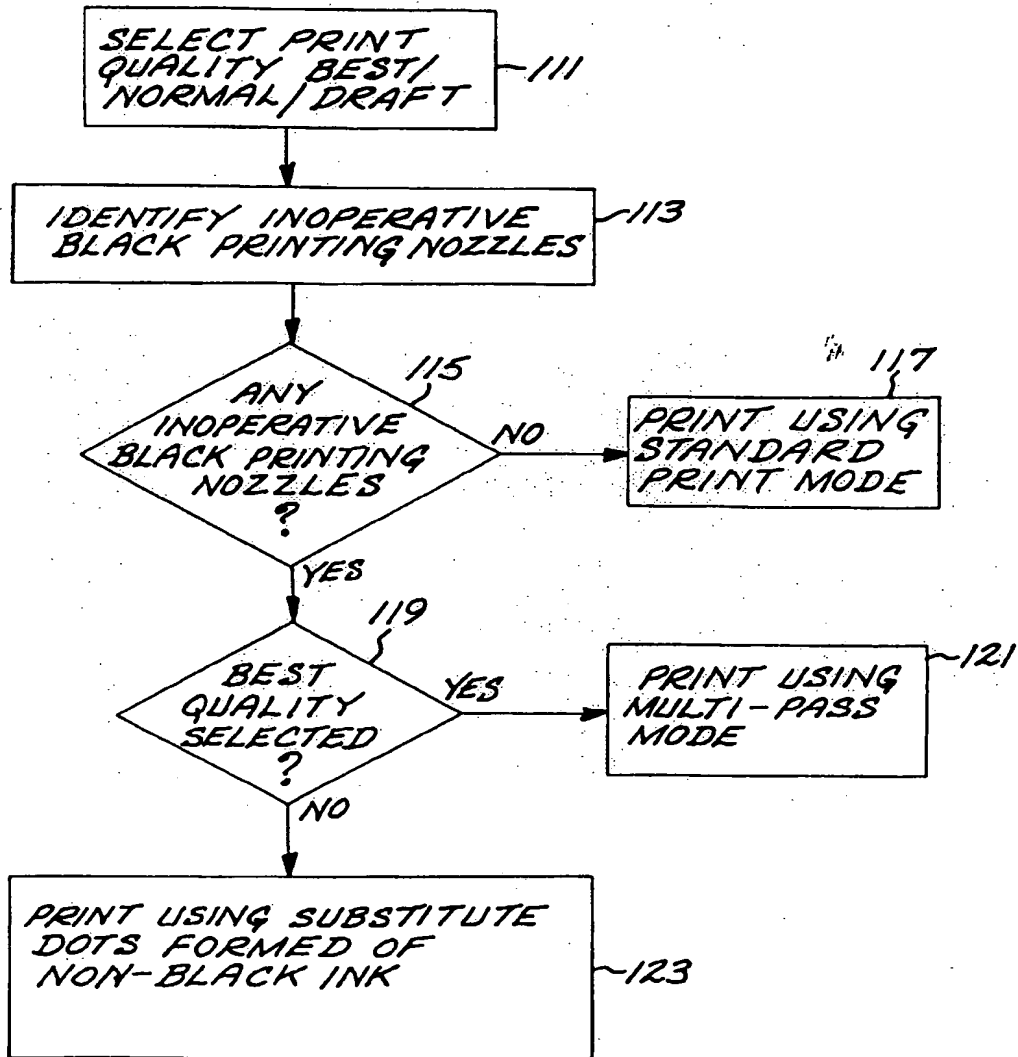 SELECT PRINT
QUALITY BEST/
NORMAL/DRAFT
111
IDENTIFY INOPERATIVE
BLACK PRINTING NOZZLES
113
ANY
INOPERATIVE
BLACK PRINTING
NOZZLES
?
115
NO
117
PRINT USING
STANDARD
PRINT MODE
YES
119
BEST
QUALITY
SELECTED
?
YES
121
PRINT USING
MULTI-PASS
MODE
NO
PRINT USING SUBSTITUTE
DOTS FORMED OF
NON-BLACK INK
123